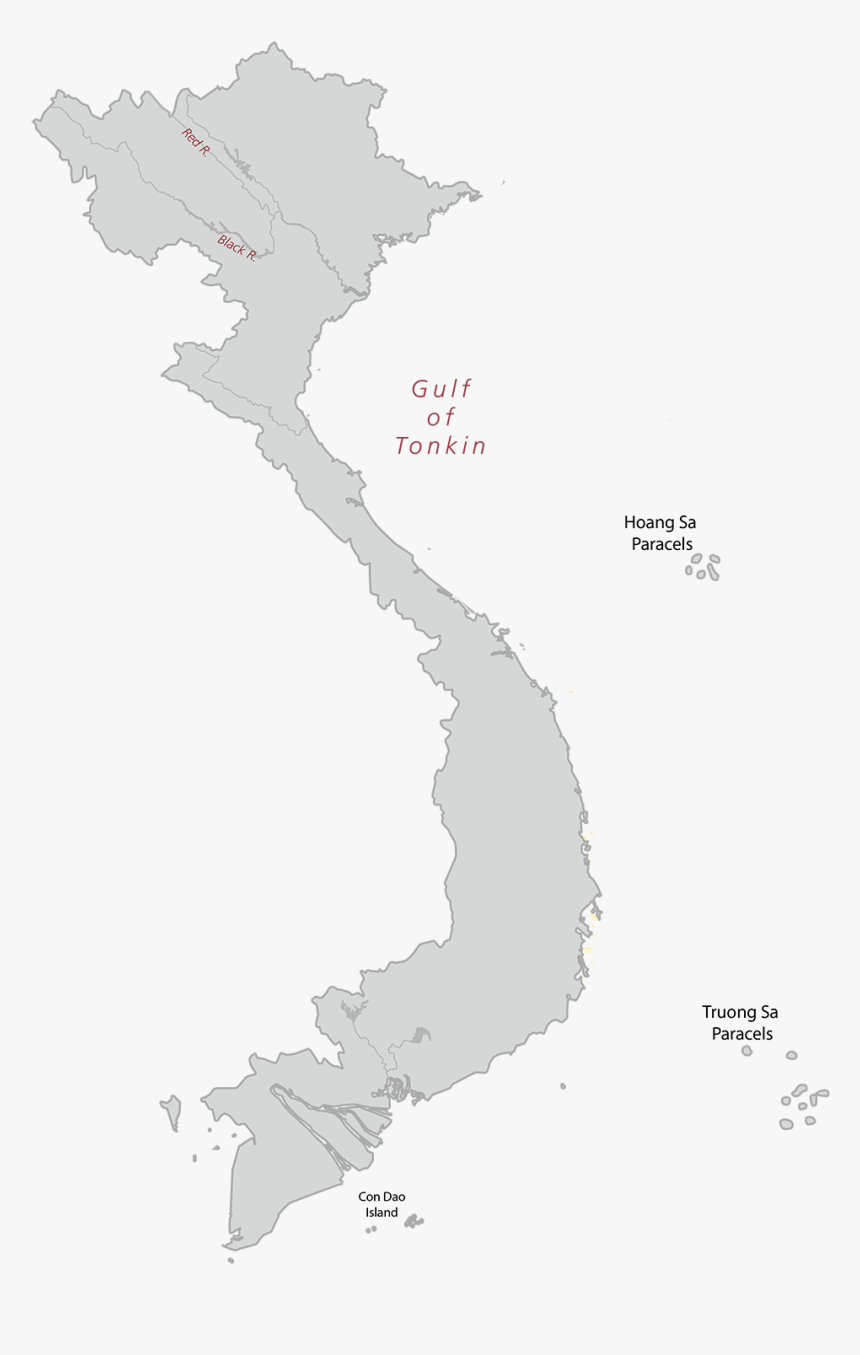 Red R.
Black R.
Gulf
of
Tonkin
Hoang Sa
Paracels
Truong Sa
Paracels
Con Dao
Island